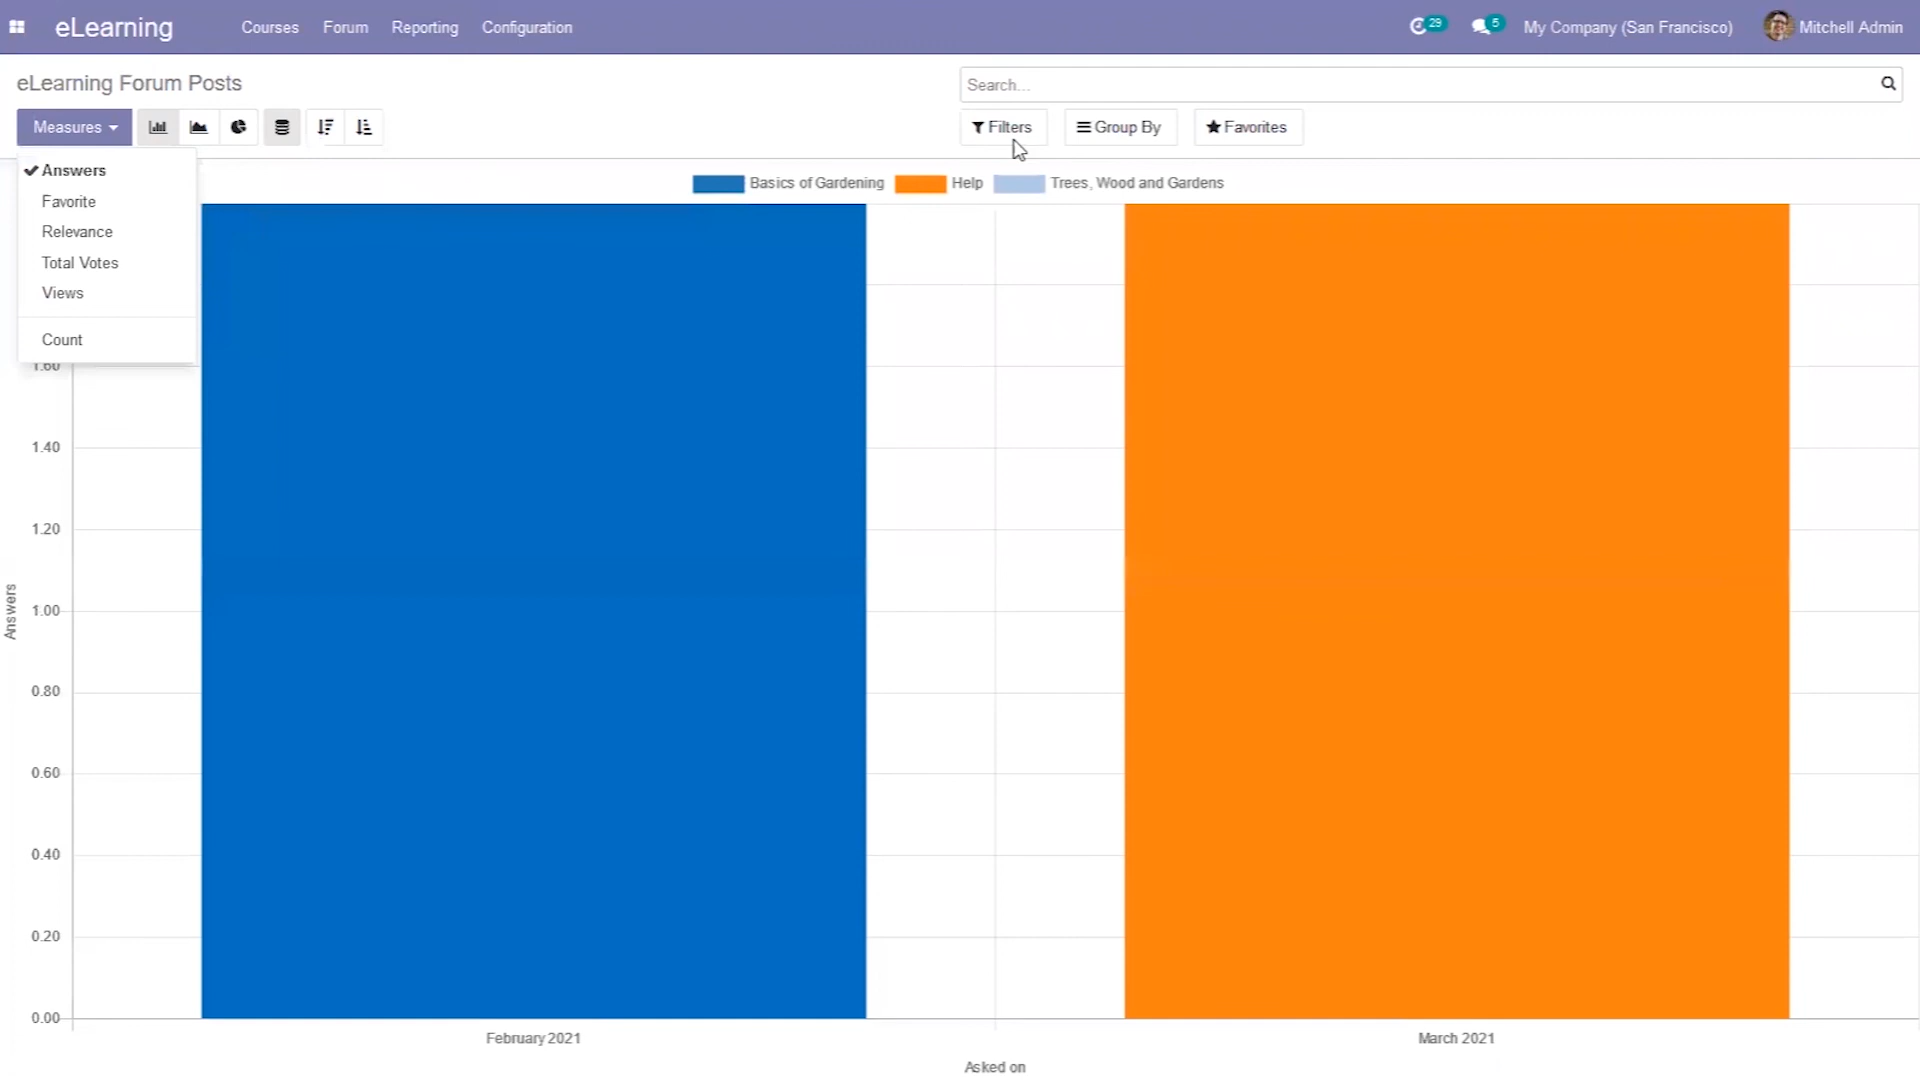 eLearning Courses Forum Reporting Configuration 29 5 My Company (San Francisco) Mitchell Admin
eLearning Forum Posts
Search...
Measures
Filters Group By Favorites
Answers
Favorite
Relevance
Total Votes
Views
Count
Basics of Gardening Help Trees, Wood and Gardens
1.60
1.40
1.20
1.00
0.80
0.60
0.40
0.20
0.00
Answers
February 2021 March 2021
Asked on